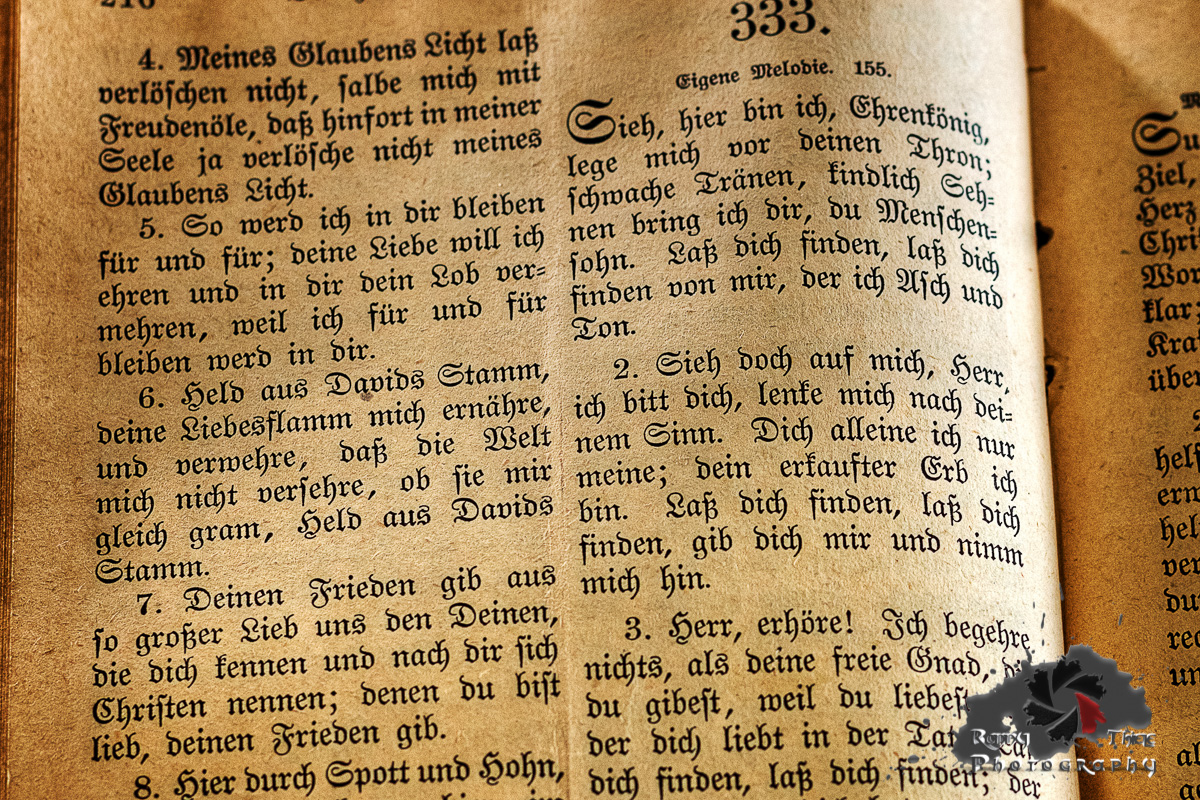 216
4. Meines Glaubens Licht laß
verlöschen nicht, salbe mich mit
Freudenöle, daß hinfort in meiner
Seele ja verlösche nicht meines
Glaubens Licht.
5. So werd ich in dir bleiben
für und für; deine Liebe will ich
ehren und in dir dein Lob ver=
mehren, weil ich für und für
bleiben werd in dir.
6. Held aus Davids Stamm,
deine Liebesflamm mich ernähre,
und verwehre, daß die Welt
mich nicht versehre, ob sie mir
gleich gram, Held aus Davids
Stamm.
7. Deinen Frieden gib aus
so großer Lieb uns den Deinen,
die dich kennen und nach dir sich
Christen nennen; denen du bist
lieb, deinen Frieden gib.
8. Hier durch Spott und Hohn,
333.
Eigene Melodie. 155.
Sieh, hier bin ich, Ehrenkönig,
lege mich vor deinen Thron;
schwache Tränen, kindlich Seh=
nen bring ich dir, du Menschen=
sohn. Laß dich finden, laß dich
finden von mir, der ich Asch und
Ton.
2. Sieh doch auf mich, Herr,
ich bitt dich, lenke mich nach dei=
nem Sinn. Dich alleine ich nur
meine; dein erkaufter Erb ich
bin. Laß dich finden, laß dich
finden, gib dich mir und nimm
mich hin.
3. Herr, erhöre! Ich begehre
nichts, als deine freie Gnad,
du gibest, weil du liebest
der dich liebt in der Tat
dich finden, laß dich finden; der
Ziel,
Herz
klar;
über
Photography